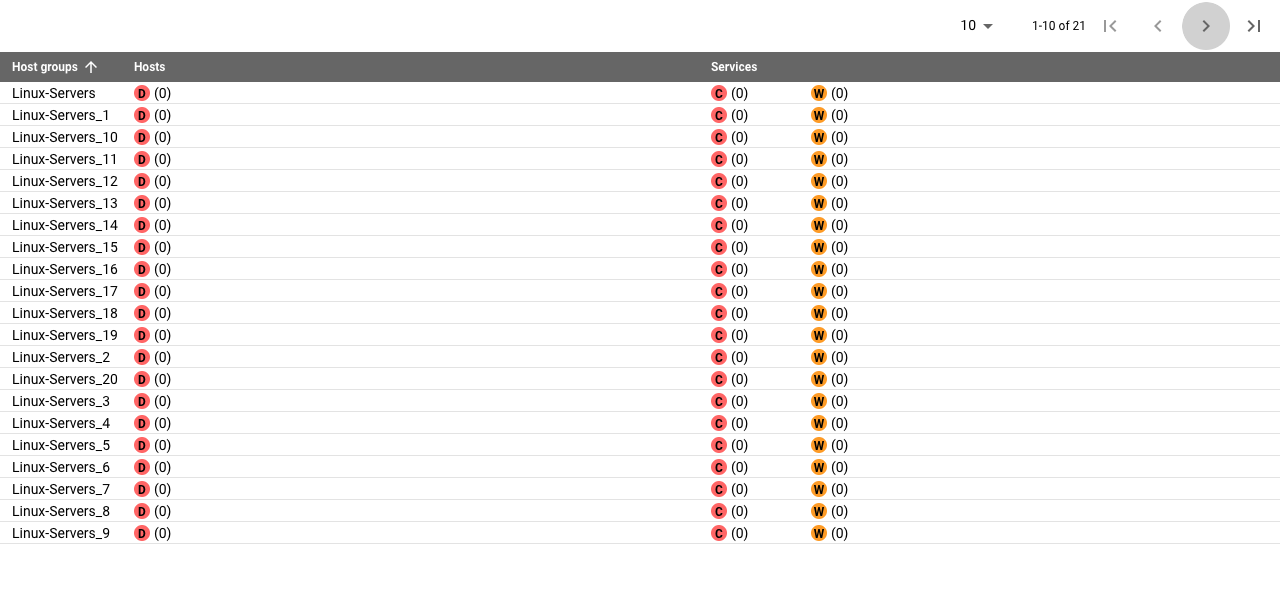 10 1-10 of 21
Host groups Hosts Services
Linux-Servers D (0) C (0) W (0)
Linux-Servers_1 D (0) C (0) W (0)
Linux-Servers_10 D (0) C (0) W (0)
Linux-Servers_11 D (0) C (0) W (0)
Linux-Servers_12 D (0) C (0) W (0)
Linux-Servers_13 D (0) C (0) W (0)
Linux-Servers_14 D (0) C (0) W (0)
Linux-Servers_15 D (0) C (0) W (0)
Linux-Servers_16 D (0) C (0) W (0)
Linux-Servers_17 D (0) C (0) W (0)
Linux-Servers_18 D (0) C (0) W (0)
Linux-Servers_19 D (0) C (0) W (0)
Linux-Servers_2 D (0) C (0) W (0)
Linux-Servers_20 D (0) C (0) W (0)
Linux-Servers_3 D (0) C (0) W (0)
Linux-Servers_4 D (0) C (0) W (0)
Linux-Servers_5 D (0) C (0) W (0)
Linux-Servers_6 D (0) C (0) W (0)
Linux-Servers_7 D (0) C (0) W (0)
Linux-Servers_8 D (0) C (0) W (0)
Linux-Servers_9 D (0) C (0) W (0)